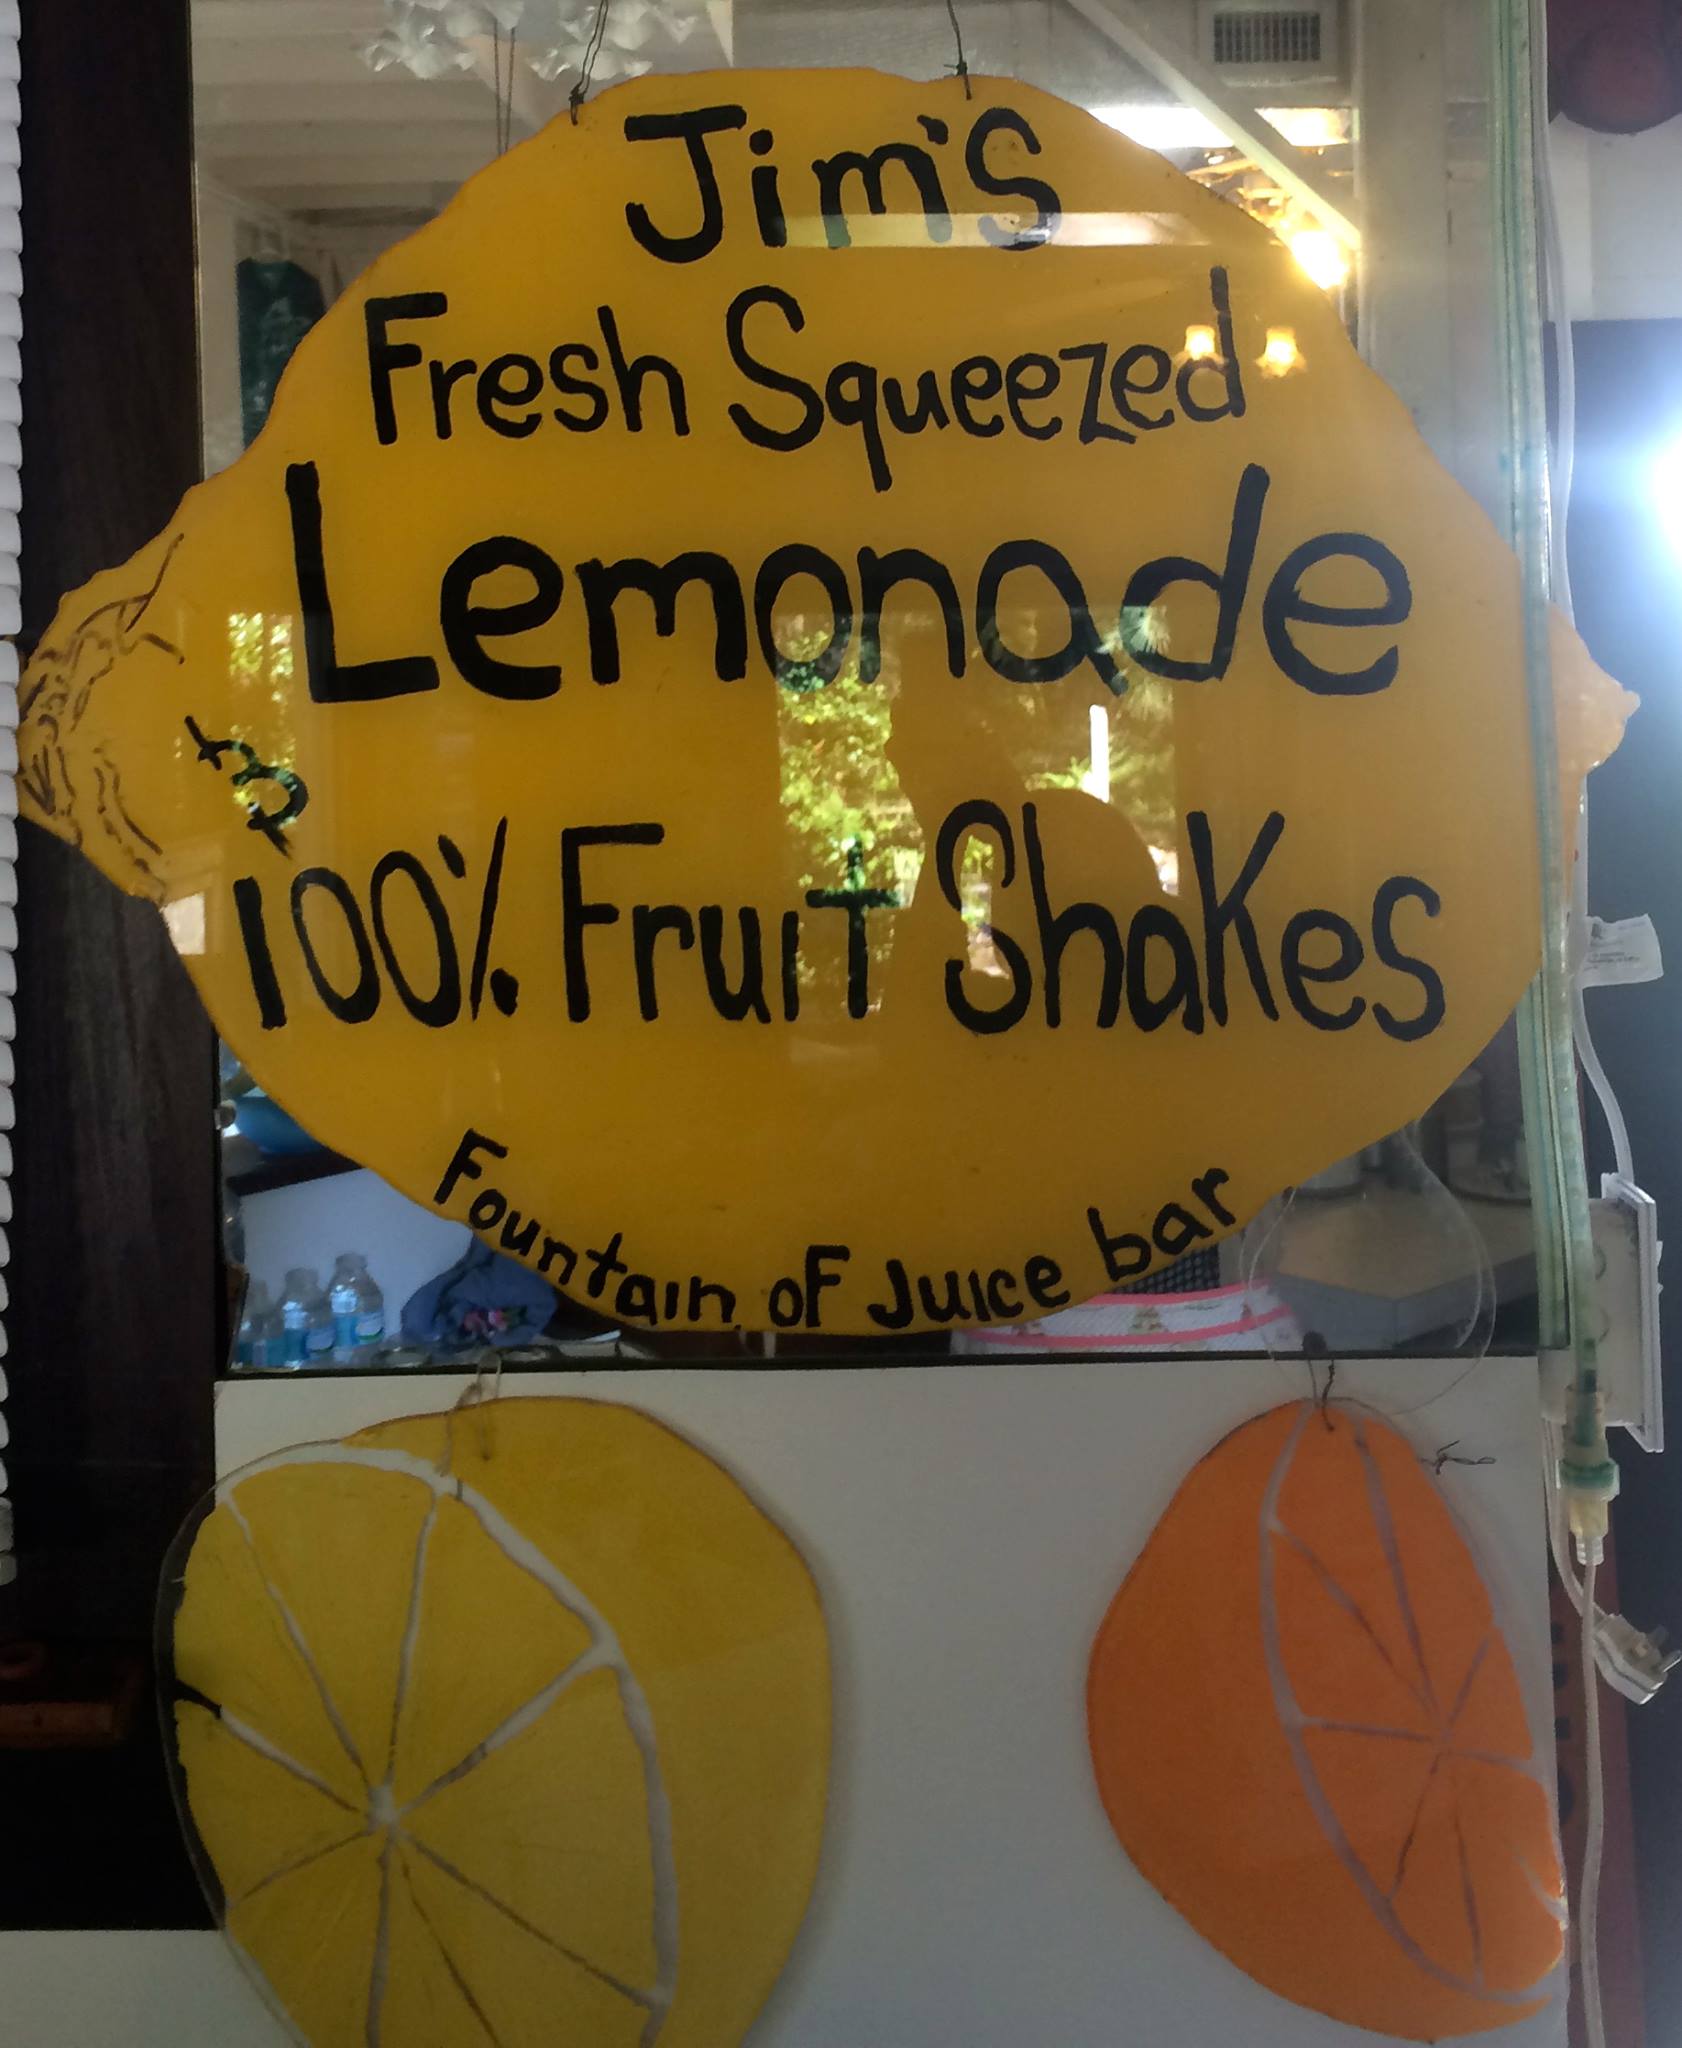 Jim's
Fresh Squeezed
Lemonade
&
100% Fruit Shakes
Fountain of Juice bar